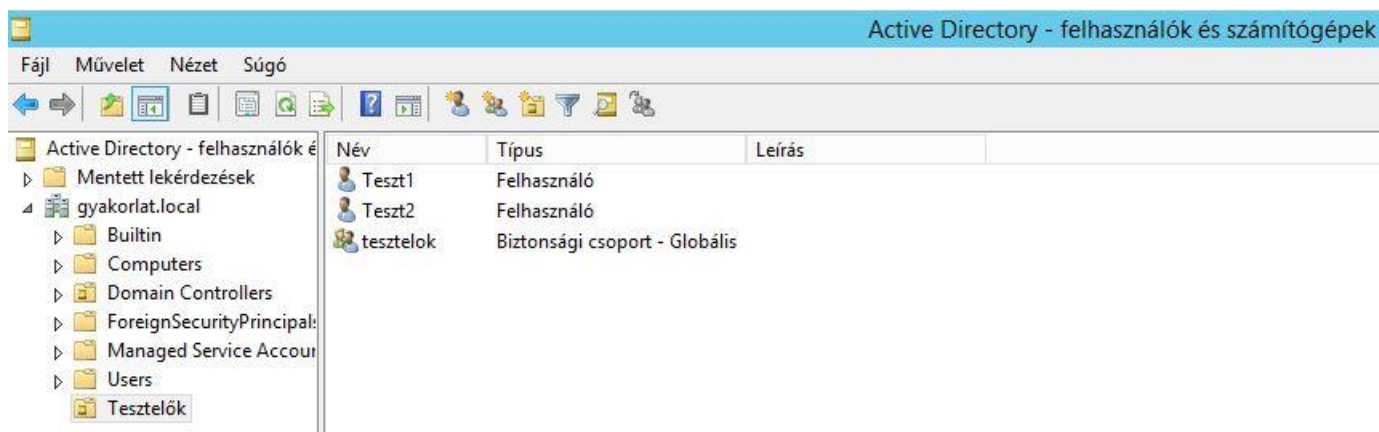 Active Directory - felhasználók és számítógépek
Fájl Művelet Nézet Súgó
Active Directory - felhasználók é
Mentett lekérdezések
gyakorlat.local
Builtin
Computers
Domain Controllers
ForeignSecurityPrincipals
Managed Service Accour
Users
Tesztelők
Név Típus Leírás
Teszt1 Felhasználó
Teszt2 Felhasználó
tesztelok Biztonsági csoport - Globális